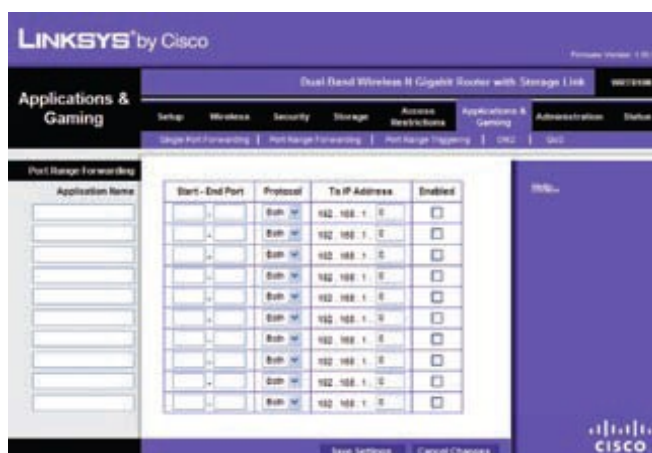 LINKSYS® by Cisco
Firmware Version:
Dual Band Wireless N Gigabit Router with Storage Link
Applications & Gaming
Setup Wireless Security Storage Access Restrictions Applications & Gaming Administration Status
Single Port Forwarding | Port Range Forwarding | Port Range Triggering | DMZ | QoS
Port Range Forwarding
Application Name Start - End Port Protocol To IP Address Enabled
- Both 192 . 168 . 1 . 0
- Both 192 . 168 . 1 . 0
- Both 192 . 168 . 1 . 0
- Both 192 . 168 . 1 . 0
- Both 192 . 168 . 1 . 0
- Both 192 . 168 . 1 . 0
- Both 192 . 168 . 1 . 0
- Both 192 . 168 . 1 . 0
- Both 192 . 168 . 1 . 0
- Both 192 . 168 . 1 . 0
Help...
Save Settings Cancel Changes
CISCO